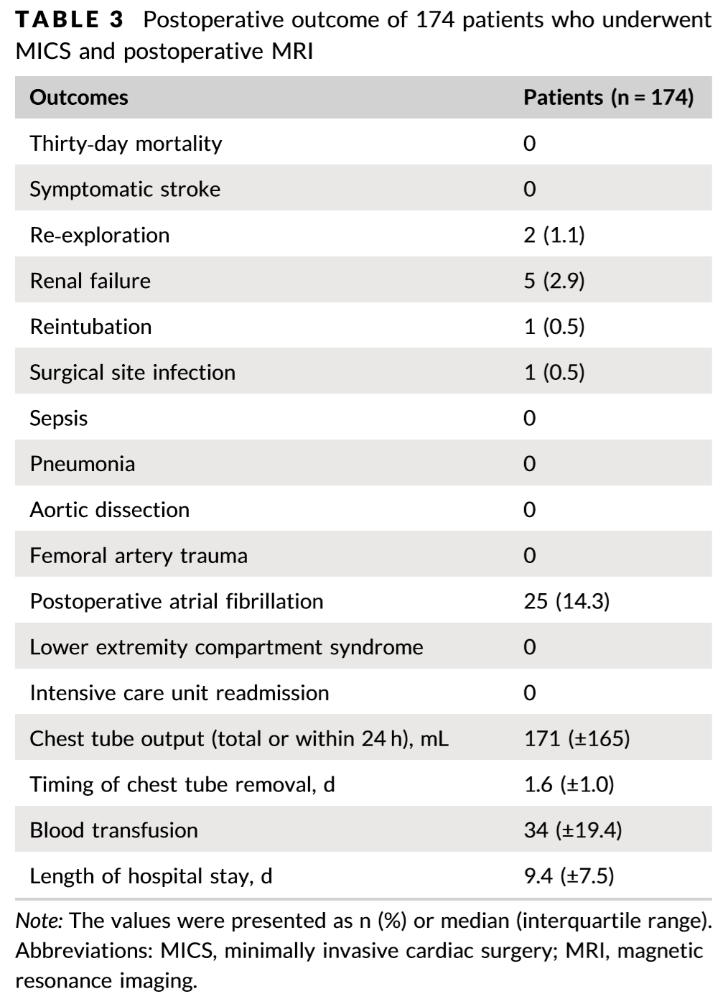 TABLE 3 Postoperative outcome of 174 patients who underwent
MICS and postoperative MRI
Outcomes Patients (n = 174)
Thirty-day mortality 0
Symptomatic stroke 0
Re-exploration 2 (1.1)
Renal failure 5 (2.9)
Reintubation 1 (0.5)
Surgical site infection 1 (0.5)
Sepsis 0
Pneumonia 0
Aortic dissection 0
Femoral artery trauma 0
Postoperative atrial fibrillation 25 (14.3)
Lower extremity compartment syndrome 0
Intensive care unit readmission 0
Chest tube output (total or within 24 h), mL 171 (±165)
Timing of chest tube removal, d 1.6 (±1.0)
Blood transfusion 34 (±19.4)
Length of hospital stay, d 9.4 (±7.5)
Note: The values were presented as n (%) or median (interquartile range).
Abbreviations: MICS, minimally invasive cardiac surgery; MRI, magnetic
resonance imaging.